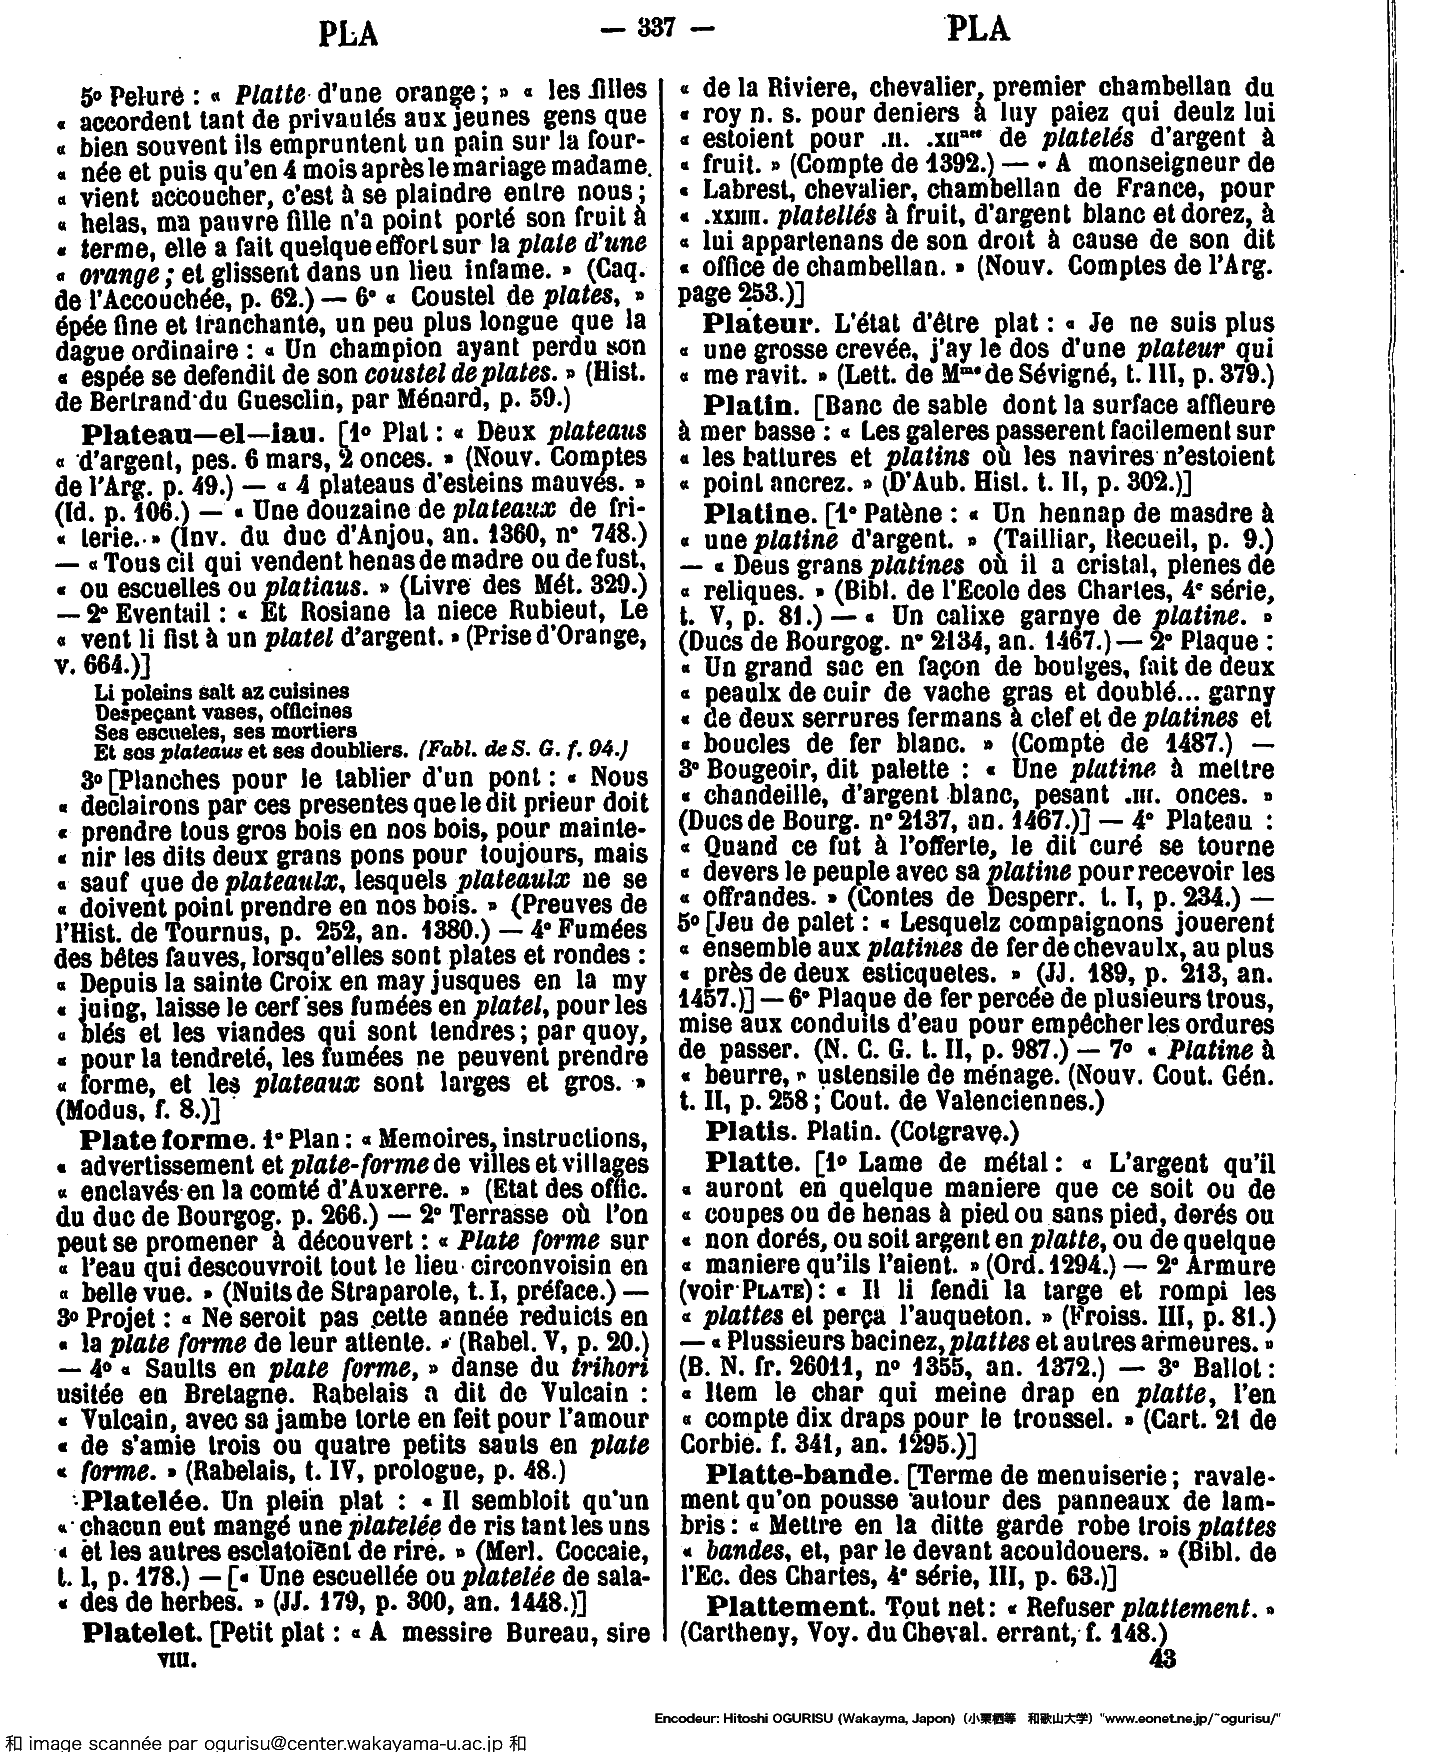 PLA
— 337 —
PLA
5º Pelure : « Platte d'une orange ; » « les filles
« accordent tant de privautés aux jeunes gens que
« bien souvent ils empruntent un pain sur la four-
« née et puis qu'en 4 mois après le mariage madame
« vient accoucher, c'est à se plaindre entre nous ;
« helas, ma pauvre fille n'a point porté son fruit à
« terme, elle a fait quelque effort sur la plate d'une
« orange ; et glissent dans un lieu infame. » (Caq.
de l'Accouchée, p. 62.) — 6º « Coustel de plates, »
épée fine et tranchante, un peu plus longue que la
dague ordinaire : « Un champion ayant perdu son
« espée se defendit de son coustel de plates. » (Hist.
de Bertrand du Guesclin, par Ménard, p. 59.)
Plateau—el—iau. [1º Plat : « Deux plateaus
« d'argent, pes. 6 mars, 2 onces. » (Nouv. Comptes
de l'Arg. p. 49.) — « 4 plateaus d'esteins mauvés. »
(Id. p. 106.) — « Une douzaine de plateaux de fri-
« terie. » (Inv. du duc d'Anjou, an. 1360, nº 748.)
— « Tous cil qui vendent henas de madre ou de fust,
« ou escuelles ou platiaus. » (Livre des Mét. 329.)
— 2º Eventail : « Et Rosiane la niece Rubieut, Le
« vent li fist à un platel d'argent. » (Prise d'Orange,
v. 664.)]
Li poleins salt az cuisines
Despeçant vases, officines
Ses escueles, ses mortiers
Et sos plateaus et ses doubliers. (Fabl. de S. G. f. 94.)
3º [Planches pour le tablier d'un pont : « Nous
« declairons par ces presentes que le dit prieur doit
« prendre tous gros bois en nos bois, pour mainte-
« nir les dits deux grans pons pour toujours, mais
« sauf que de plateaulx, lesquels plateaulx ne se
« doivent point prendre en nos bois. » (Preuves de
l'Hist. de Tournus, p. 252, an. 1380.) — 4º Fumées
des bêtes fauves, lorsqu'elles sont plates et rondes :
« Depuis la sainte Croix en may jusques en la my
« juing, laisse le cerf ses fumées en platel, pour les
« blés et les viandes qui sont tendres ; par quoy,
« pour la tendreté, les fumées ne peuvent prendre
« forme, et les plateaux sont larges et gros. »
(Modus, f. 8.)]
Plate forme. 1º Plan : « Memoires, instructions,
« advertissement et plate-forme de villes et villages
« enclavés en la comté d'Auxerre. » (Etat des offic.
du duc de Bourgog. p. 266.) — 2º Terrasse où l'on
peut se promener à découvert : « Plate forme sur
« l'eau qui descouvroit tout le lieu circonvoisin en
« belle vue. » (Nuits de Straparole, t. I, préface.) —
3º Projet : « Ne seroit pas cette année reduicts en
« la plate forme de leur attente. » (Rabel. V, p. 20.)
— 4º « Saults en plate forme, » danse du trihori
usitée en Bretagne. Rabelais a dit de Vulcain :
« Vulcain, avec sa jambe torte en feit pour l'amour
« de s'amie trois ou quatre petits sauts en plate
« forme. » (Rabelais, t. IV, prologue, p. 48.)
Platelée. Un plein plat : « Il sembloit qu'un
« chacun eut mangé une platelée de ris tant les uns
« et les autres esclatoient de rire. » (Merl. Coccaie,
t. I, p. 178.) — [« Une escuellée ou platelée de sala-
« des de herbes. » (JJ. 179, p. 300, an. 1448.)]
Platelet. [Petit plat : « A messire Bureau, sire
VIII.
« de la Riviere, chevalier, premier chambellan du
« roy n. s. pour deniers à luy paiez qui deulz lui
« estoient pour .II. .XIInes de platelés d'argent à
« fruit. » (Compte de 1392.) — « A monseigneur de
« Labrest, chevalier, chambellan de France, pour
« .XXIIII. platellés à fruit, d'argent blanc et dorez, à
« lui appartenans de son droit à cause de son dit
« office de chambellan. » (Nouv. Comptes de l'Arg.
page 253.)]
Plateur. L'état d'être plat : « Je ne suis plus
« une grosse crevée, j'ay le dos d'une plateur qui
« me ravit. » (Lett. de Mme de Sévigné, t. III, p. 379.)
Platin. [Banc de sable dont la surface affleure
à mer basse : « Les galeres passerent facilement sur
« les battures et platins où les navires n'estoient
« point ancrez. » (D'Aub. Hist. t. II, p. 302.)]
Platine. [1º Patène : « Un hennap de masdre à
« une platine d'argent. » (Tailliar, Recueil, p. 9.)
— « Deus grans platines où il a cristal, plenes de
« reliques. » (Bibl. de l'Ecole des Chartes, 4e série,
t. V, p. 81.) — « Un calixe garnye de platine. »
(Ducs de Bourgog. nº 2134, an. 1467.) — 2º Plaque :
« Un grand sac en façon de boulges, fait de deux
« peaulx de cuir de vache gras et doublé... garny
« de deux serrures fermans à clef et de platines et
« boucles de fer blanc. » (Compte de 1487.) —
3º Bougeoir, dit palette : « Une platine à mettre
« chandeille, d'argent blanc, pesant .III. onces. »
(Ducs de Bourg. nº 2137, an. 1467.)] — 4º Plateau :
« Quand ce fut à l'offerte, le dit curé se tourne
« devers le peuple avec sa platine pour recevoir les
« offrandes. » (Contes de Desperr. t. I, p. 234.) —
5º [Jeu de palet : « Lesquelz compaignons jouerent
« ensemble aux platines de fer de chevaulx, au plus
« près de deux esticquetes. » (JJ. 189, p. 213, an.
1457.)] — 6º Plaque de fer percée de plusieurs trous,
mise aux conduits d'eau pour empêcher les ordures
de passer. (N. C. G. t. II, p. 987.) — 7º « Platine à
« beurre, » ustensile de ménage. (Nouv. Cout. Gén.
t. II, p. 258 ; Cout. de Valenciennes.)
Platis. Platin. (Cotgrave.)
Platte. [1º Lame de métal : « L'argent qu'il
« auront en quelque maniere que ce soit ou de
« coupes ou de henas à pied ou sans pied, dorés ou
« non dorés, ou soit argent en platte, ou de quelque
« maniere qu'ils l'aient. » (Ord. 1294.) — 2º Armure
(voir PLATE) : « Il li fendi la targe et rompi les
« plattes et perça l'auqueton. » (Froiss. III, p. 81.)
— « Plussieurs bacinez, plattes et autres armeures. »
(B. N. fr. 26011, nº 1355, an. 1372.) — 3º Ballot :
« Item le char qui meine drap en platte, l'en
« compte dix draps pour le troussel. » (Cart. 21 de
Corbie. f. 341, an. 1295.)]
Platte-bande. [Terme de menuiserie ; ravale-
ment qu'on pousse autour des panneaux de lam-
bris : « Mettre en la ditte garde robe trois plattes
« bandes, et, par le devant acouldouers. » (Bibl. de
l'Ec. des Chartes, 4e série, III, p. 63.)]
Plattement. Tout net : « Refuser plattement. »
(Cartheny, Voy. du Cheval. errant, f. 148.)
43
Encodeur: Hitoshi OGURISU (Wakayma, Japon) (小栗栖等 和歌山大学) "www.eonet.ne.jp/~ogurisu/"
和 image scannée par ogurisu@center.wakayama-u.ac.jp 和